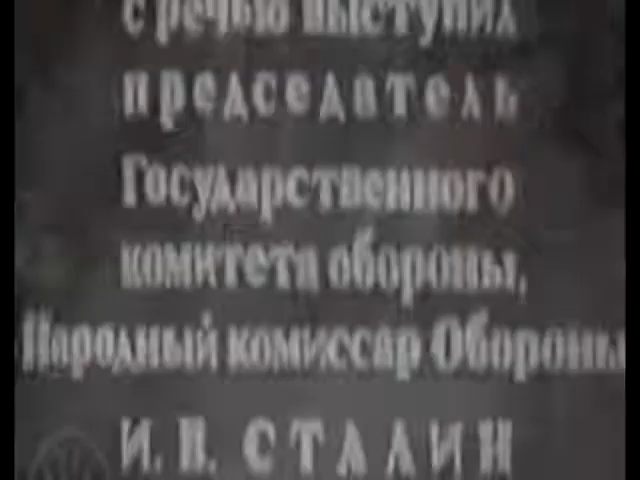 с речью выступил
председатель
Государственного
комитета обороны,
Народный комиссар Обороны
И. В. СТАЛИН